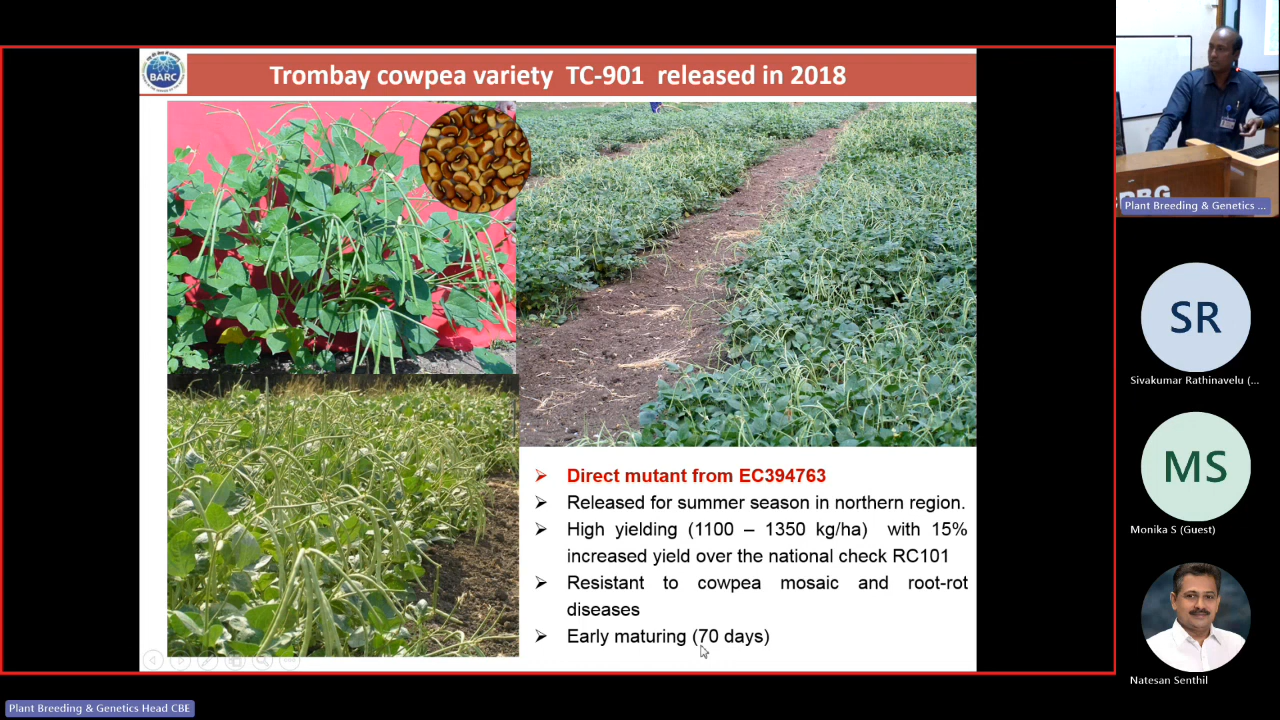 BARC
Trombay cowpea variety TC-901 released in 2018
➢ Direct mutant from EC394763
➢ Released for summer season in northern region.
➢ High yielding (1100 – 1350 kg/ha) with 15%
increased yield over the national check RC101
➢ Resistant to cowpea mosaic and root-rot
diseases
➢ Early maturing (70 days)
PBG
Plant Breeding & Genetics ...
SR
Sivakumar Rathinavelu (...
MS
Monika S (Guest)
Natesan Senthil
Plant Breeding & Genetics Head CBE